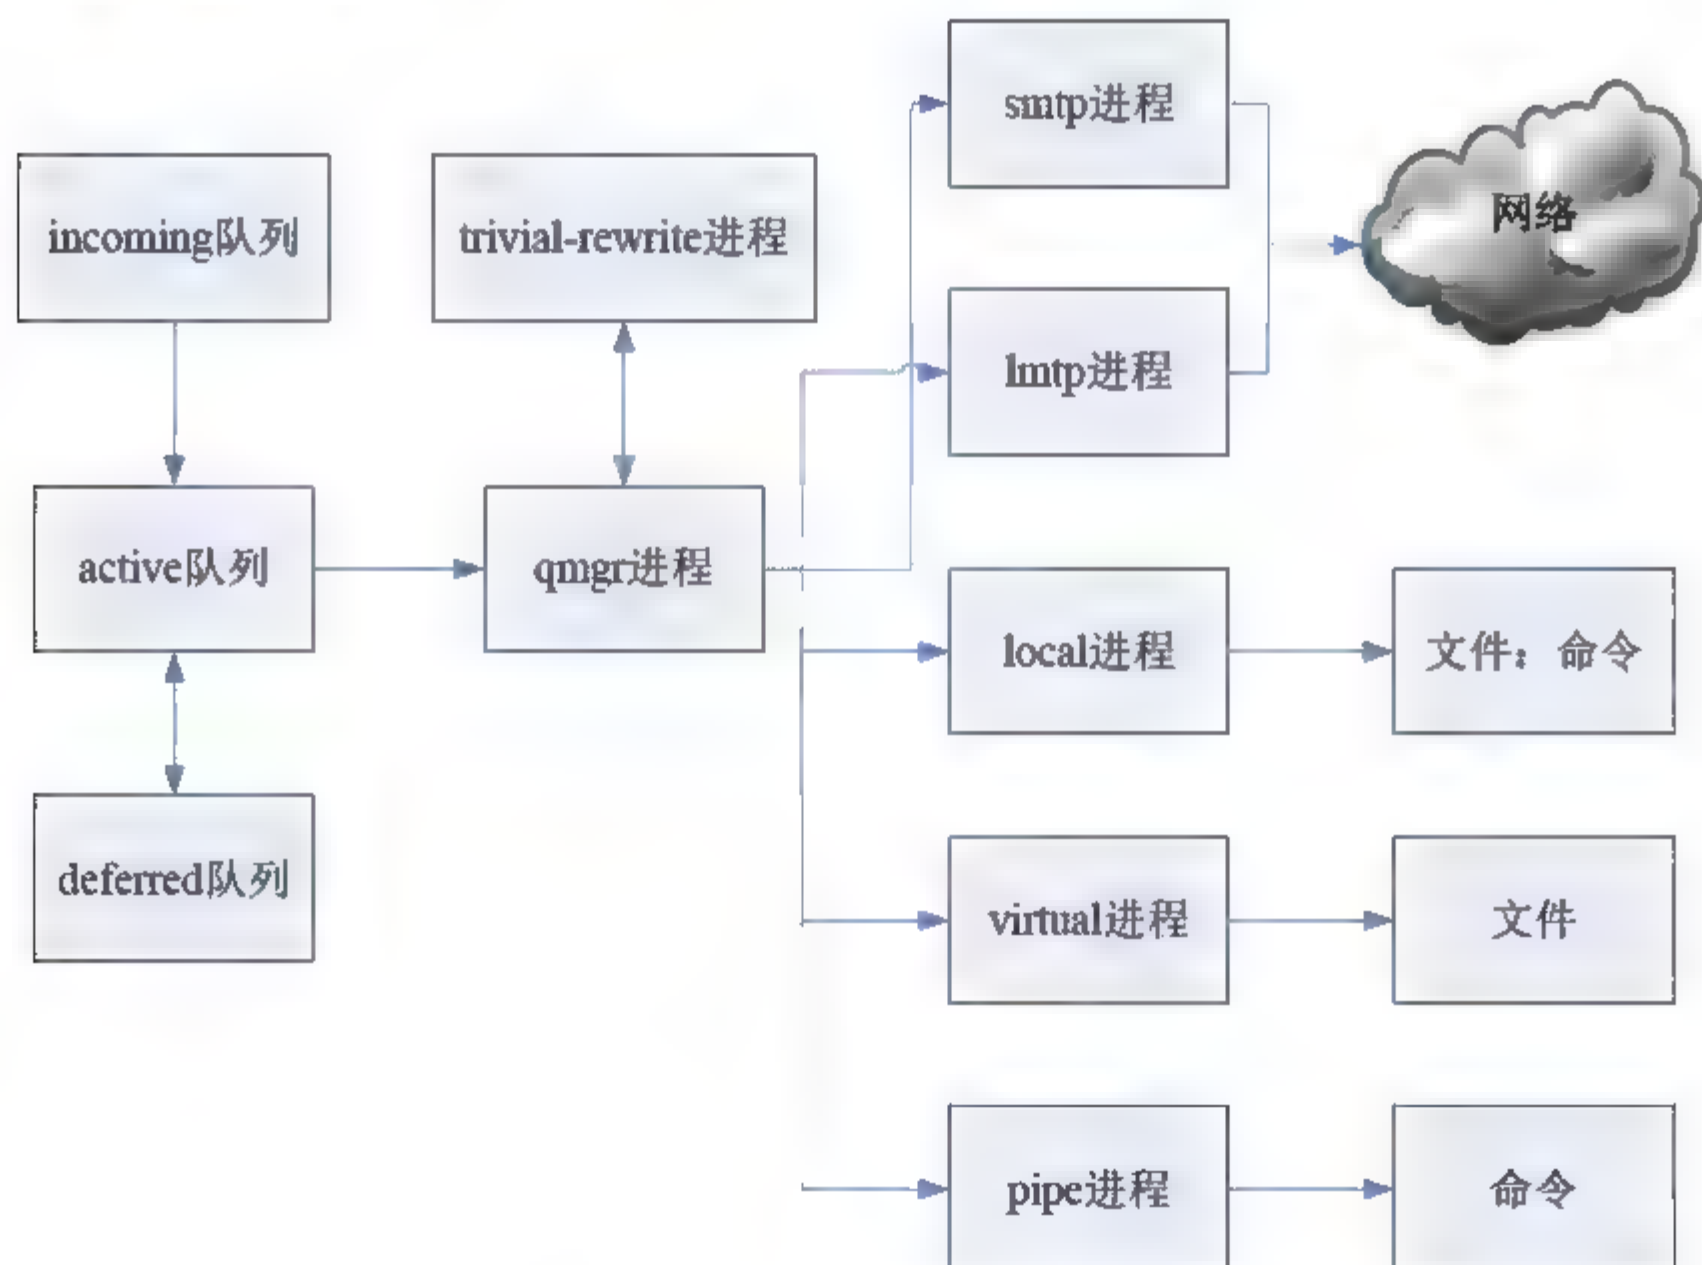 smtp进程
网络
incoming队列
trivial-rewrite进程
lmtp进程
active队列
qmgr进程
local进程
文件：命令
deferred队列
virtual进程
文件
pipe进程
命令